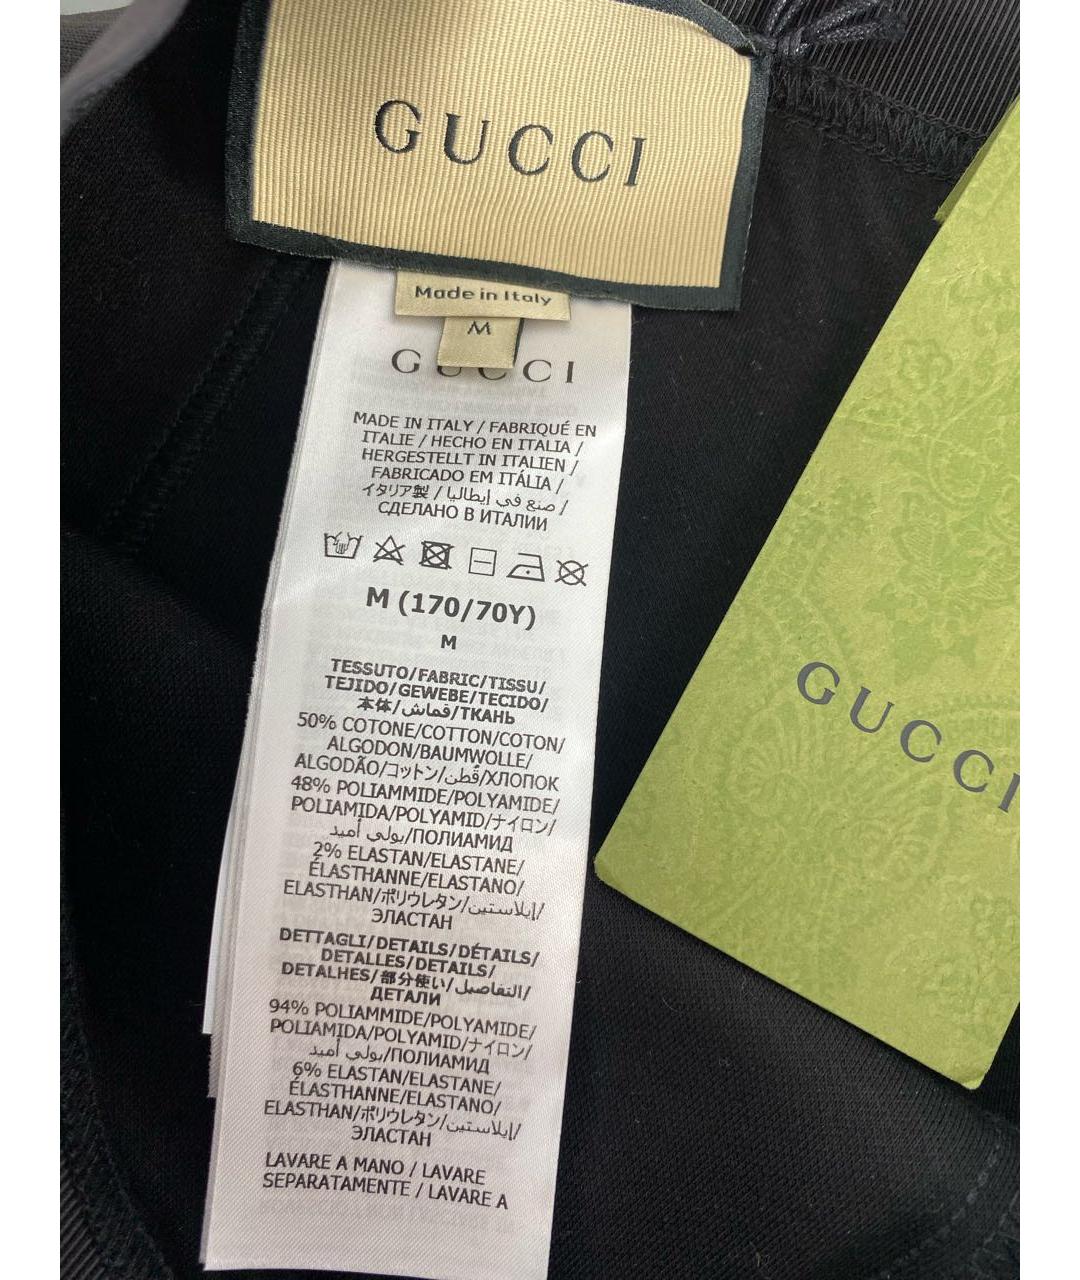 GUCCI
Made in Italy
M
GUCCI
MADE IN ITALY / FABRIQUÉ EN
ITALIE / HECHO EN ITALIA /
HERGESTELLT IN ITALIEN /
FABRICADO EM ITÁLIA /
イタリア製 / صنع في إيطاليا /
СДЕЛАНО В ИТАЛИИ
M (170/70Y)
M
TESSUTO/FABRIC/TISSU/
TEJIDO/GEWEBE/TECIDO/
本体/قماش/ТКАНЬ
50% COTONE/COTTON/COTON/
ALGODON/BAUMWOLLE/
ALGODÃO/コットン/قطن/ХЛОПОК
48% POLIAMMIDE/POLYAMIDE/
POLIAMIDA/POLYAMID/ナイロン/
بولي أميد/ПОЛИАМИД
2% ELASTAN/ELASTANE/
ÉLASTHANNE/ELASTANO/
ELASTHAN/ポリウレタン/إيلاستين/
ЭЛАСТАН
DETTAGLI/DETAILS/DÉTAILS/
DETALLES/DETAILS/
DETALHES/部分使い/التفاصيل/
ДЕТАЛИ
94% POLIAMMIDE/POLYAMIDE/
POLIAMIDA/POLYAMID/ナイロン/
بولي أميد/ПОЛИАМИД
6% ELASTAN/ELASTANE/
ÉLASTHANNE/ELASTANO/
ELASTHAN/ポリウレタン/إيلاستين/
ЭЛАСТАН
LAVARE A MANO / LAVARE
SEPARATAMENTE / LAVARE A
GUCCI